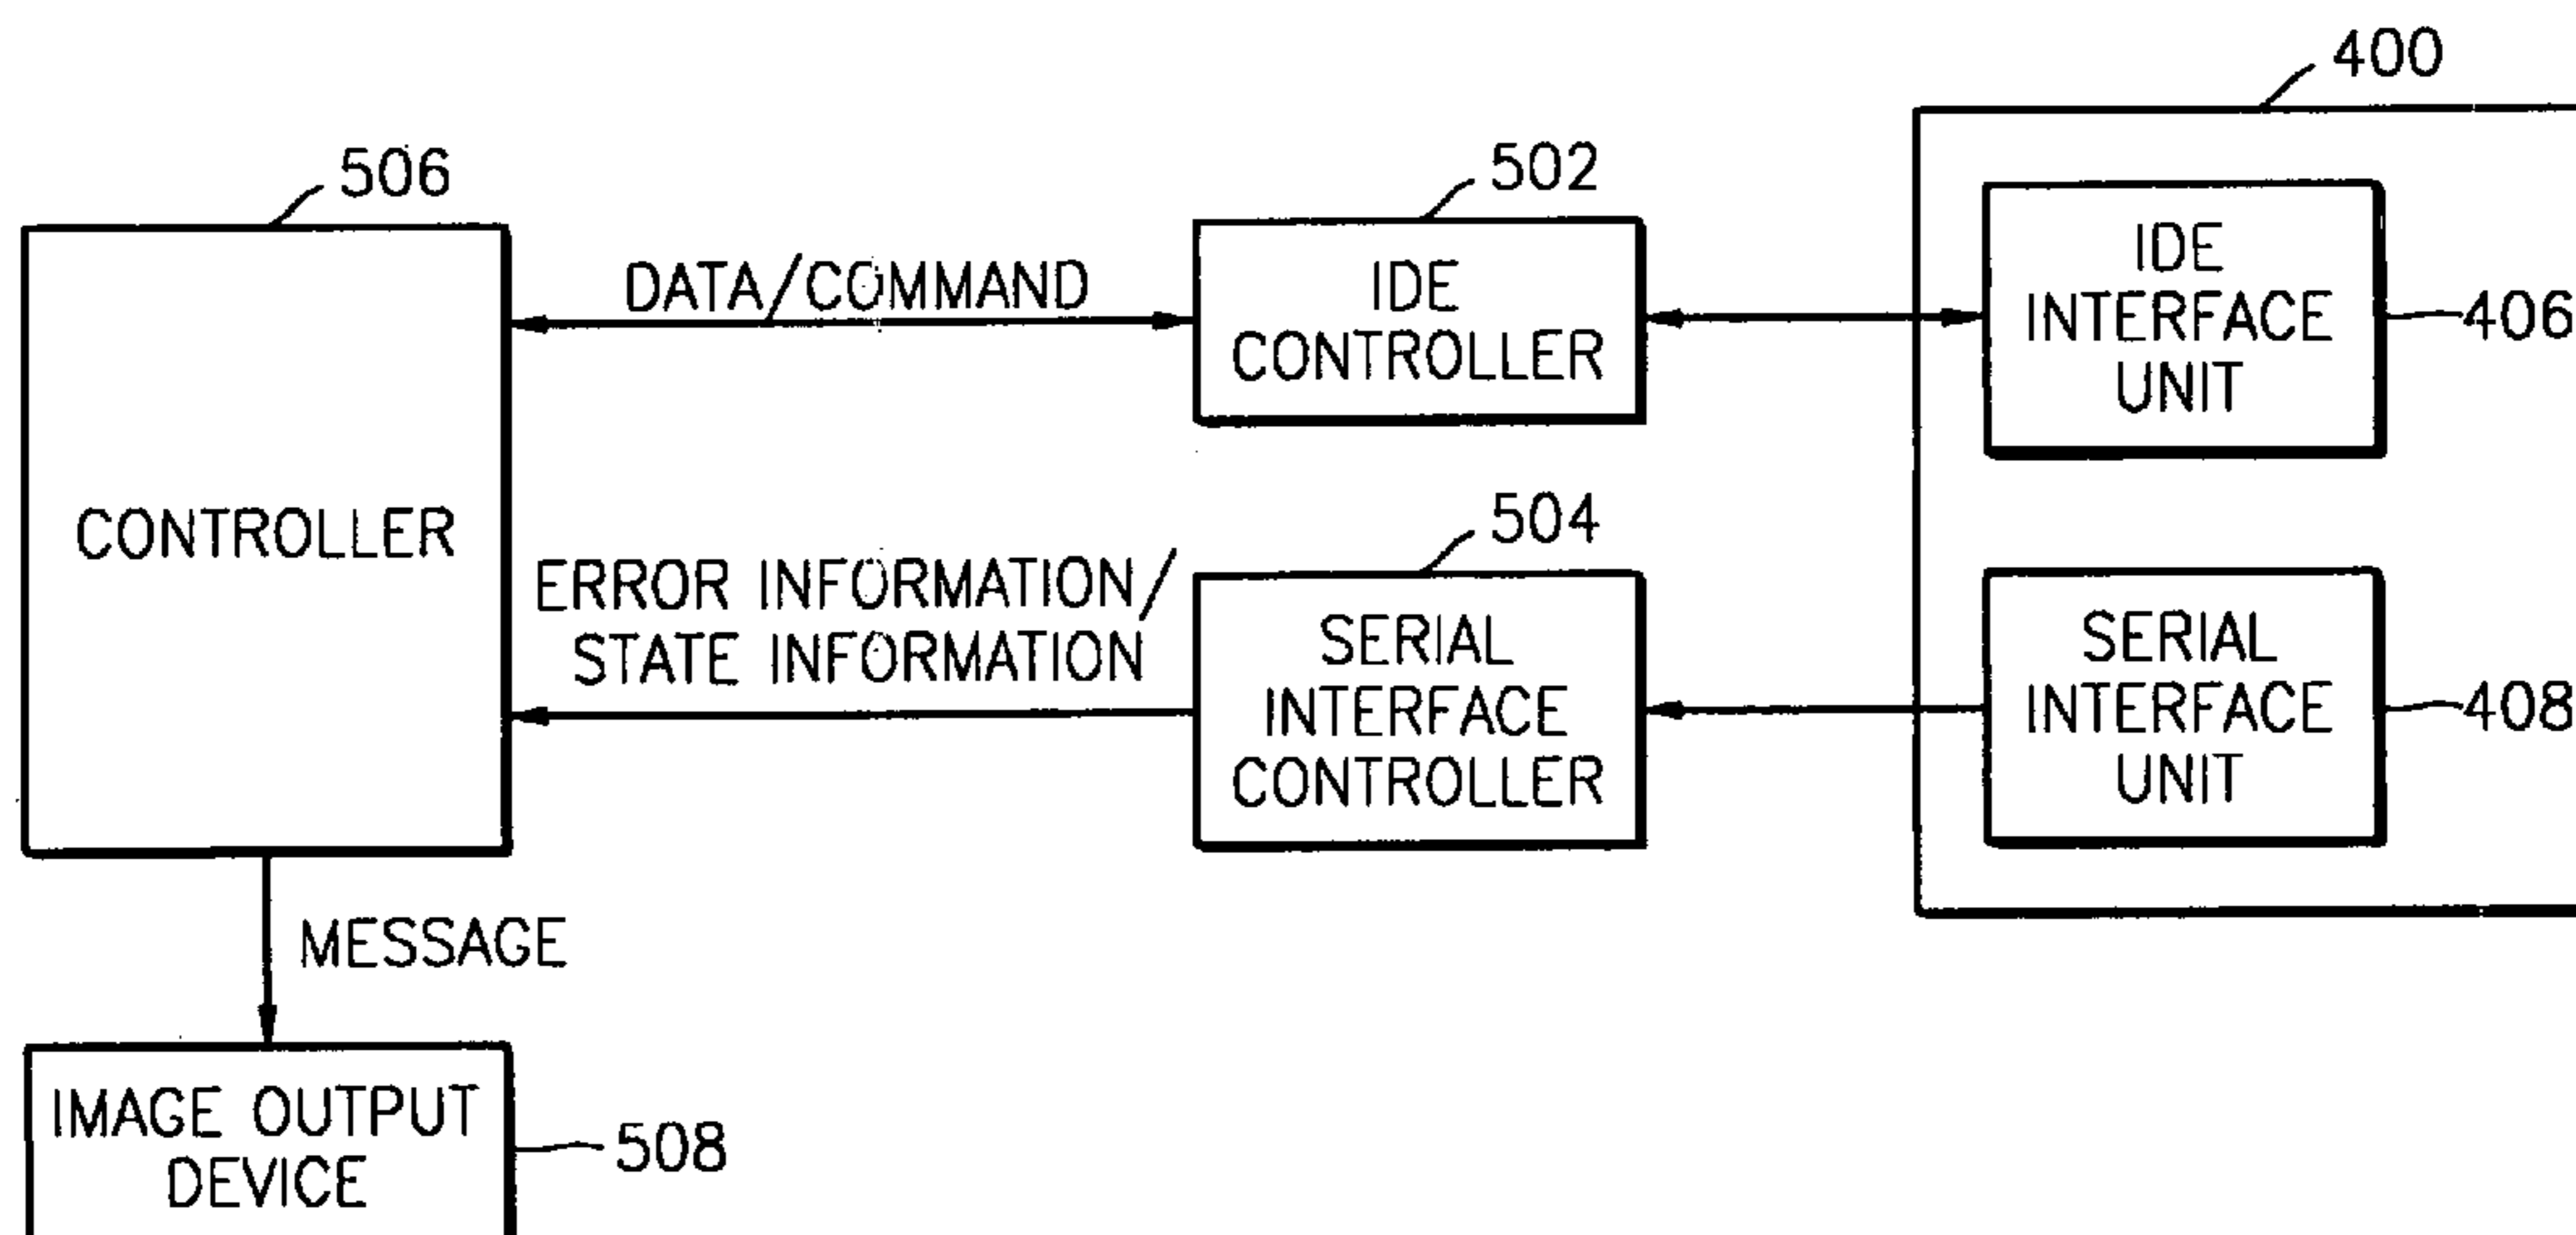 400
506
502
DATA/COMMAND
IDE
CONTROLLER
IDE
INTERFACE
UNIT
406
504
CONTROLLER
ERROR INFORMATION/
STATE INFORMATION
SERIAL
INTERFACE
CONTROLLER
SERIAL
INTERFACE
UNIT
408
MESSAGE
IMAGE OUTPUT
DEVICE
508